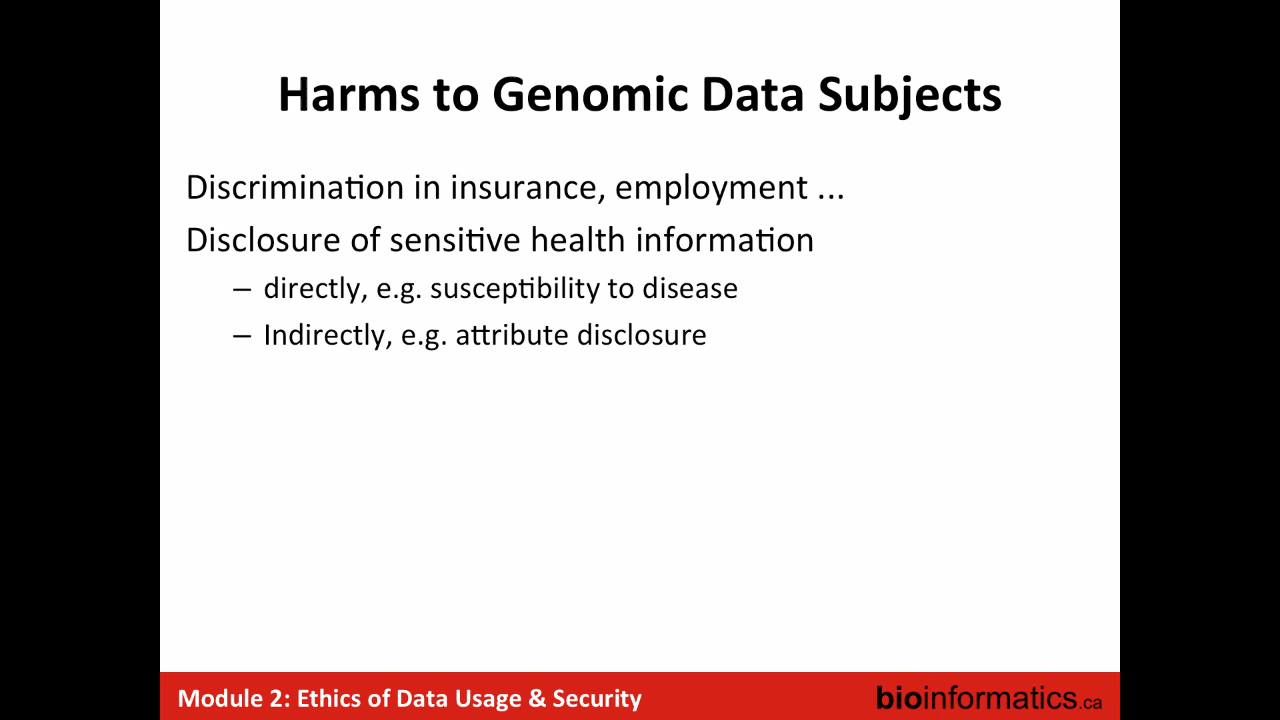 Harms to Genomic Data Subjects
Discrimination in insurance, employment ...
Disclosure of sensitive health information
– directly, e.g. susceptibility to disease
– Indirectly, e.g. attribute disclosure
Module 2: Ethics of Data Usage & Security
bioinformatics.ca